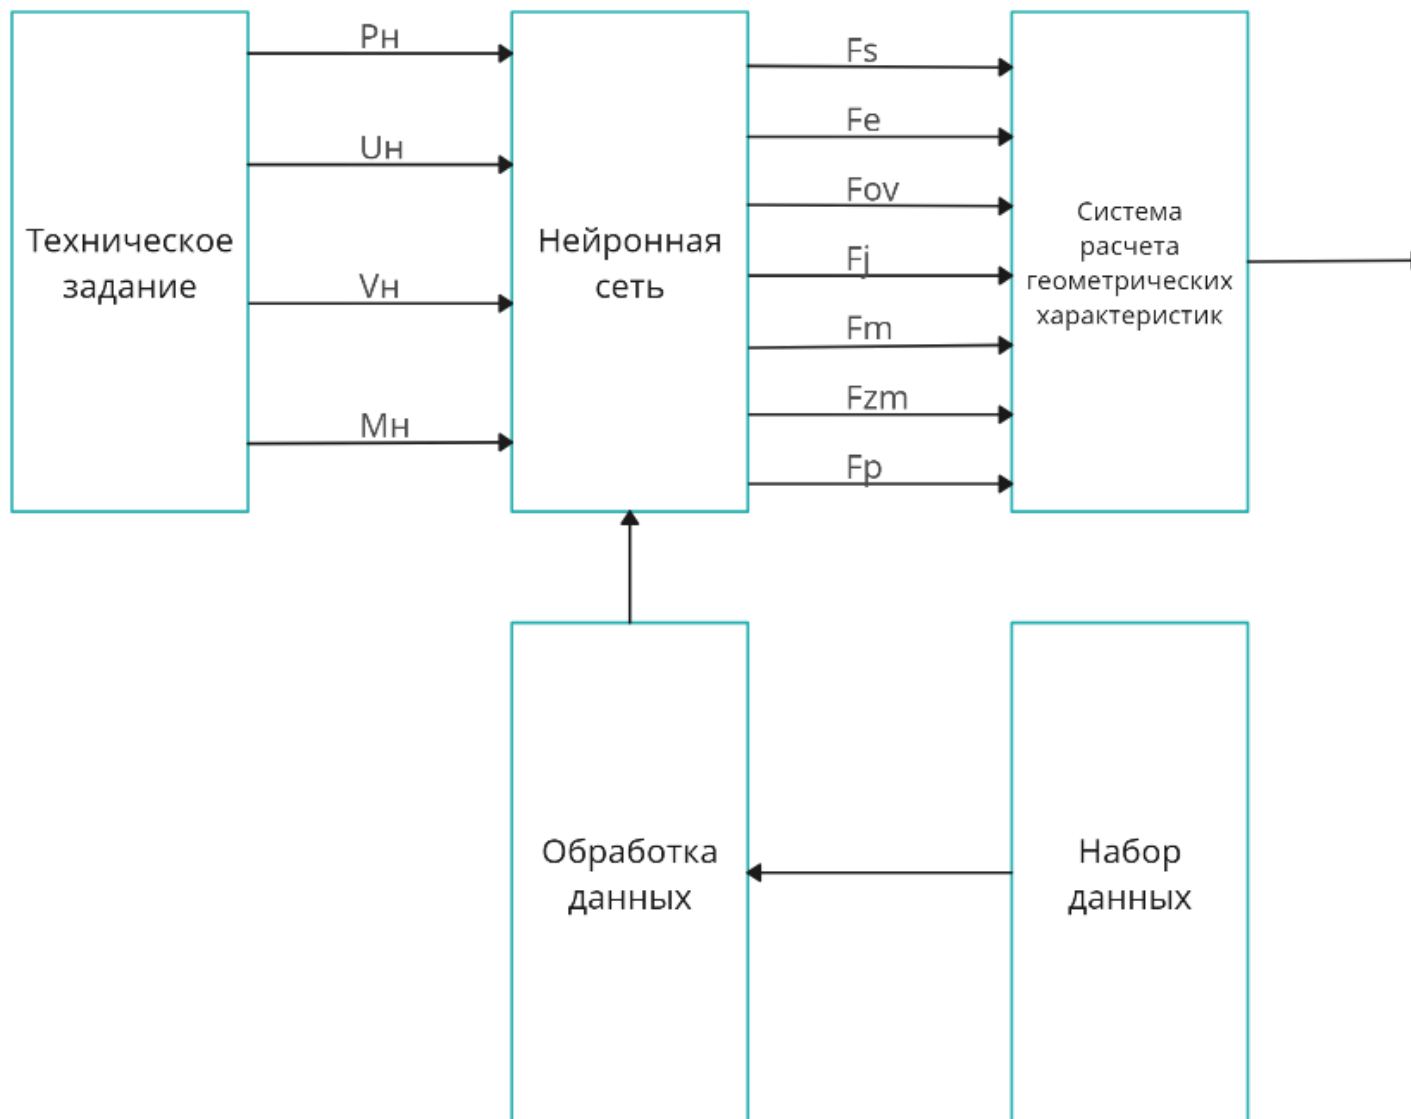 Рн
Uн
Vн
Мн
Техническое
задание
Нейронная
сеть
Fs
Fe
Fov
Fj
Fm
Fzm
Fp
Система
расчета
геометрических
характеристик
Обработка
данных
Набор
данных